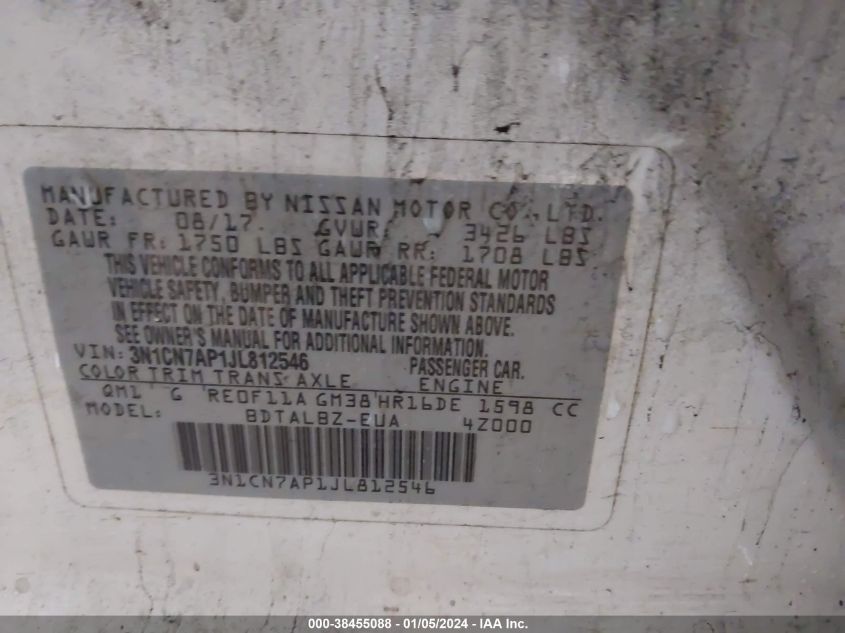 MANUFACTURED BY NISSAN MOTOR CO., LTD.
DATE: 08/17. GVWR: 3426 LBS
GAWR FR: 1750 LBS GAWR RR: 1708 LBS
THIS VEHICLE CONFORMS TO ALL APPLICABLE FEDERAL MOTOR
VEHICLE SAFETY, BUMPER AND THEFT PREVENTION STANDARDS
IN EFFECT ON THE DATE OF MANUFACTURE SHOWN ABOVE.
SEE OWNER'S MANUAL FOR ADDITIONAL INFORMATION.
VIN: 3N1CN7AP1JL812546 PASSENGER CAR.
COLOR TRIM TRANS AXLE ENGINE
QM1 G RE0F11A GM38 HR16DE 1598 CC
MODEL: BDTALBZ-EUA 4Z000
3N1CN7AP1JL812546
000-38455088 - 01/05/2024 - IAA Inc.